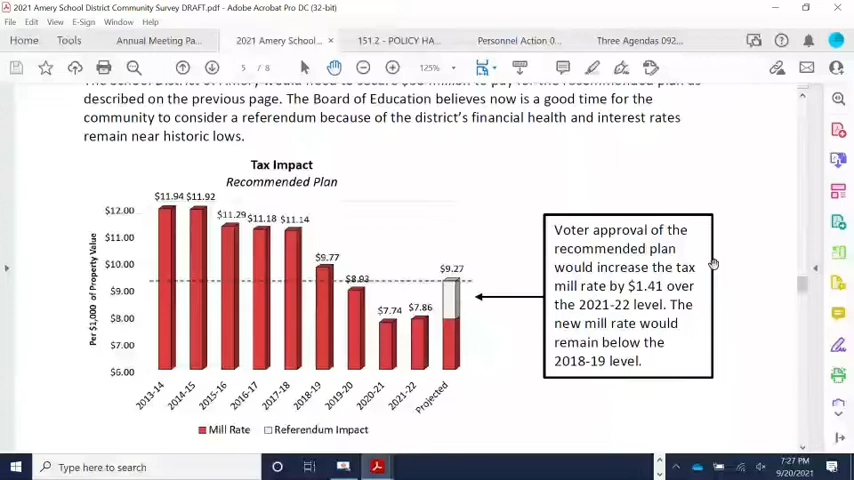 2021 Amery School District Community Survey DRAFT.pdf - Adobe Acrobat Pro DC (32-bit)
File Edit View E-Sign Window Help
Home Tools Annual Meeting Pa... 2021 Amery School... × 151.2 - POLICY HA... Personnel Action 0... Three Agendas 092...
5 / 8 125%
described on the previous page. The Board of Education believes now is a good time for the
community to consider a referendum because of the district's financial health and interest rates
remain near historic lows.
Tax Impact
Recommended Plan
Per $1,000 of Property Value
$12.00
$11.00
$10.00
$9.00
$8.00
$7.00
$6.00
$11.94 $11.92 $11.29 $11.18 $11.14 $9.77 $8.93 $7.74 $7.86 $9.27
2013-14 2014-15 2015-16 2016-17 2017-18 2018-19 2019-20 2020-21 2021-22 Projected
Mill Rate Referendum Impact
Voter approval of the
recommended plan
would increase the tax
mill rate by $1.41 over
the 2021-22 level. The
new mill rate would
remain below the
2018-19 level.
Type here to search
7:27 PM
9/20/2021